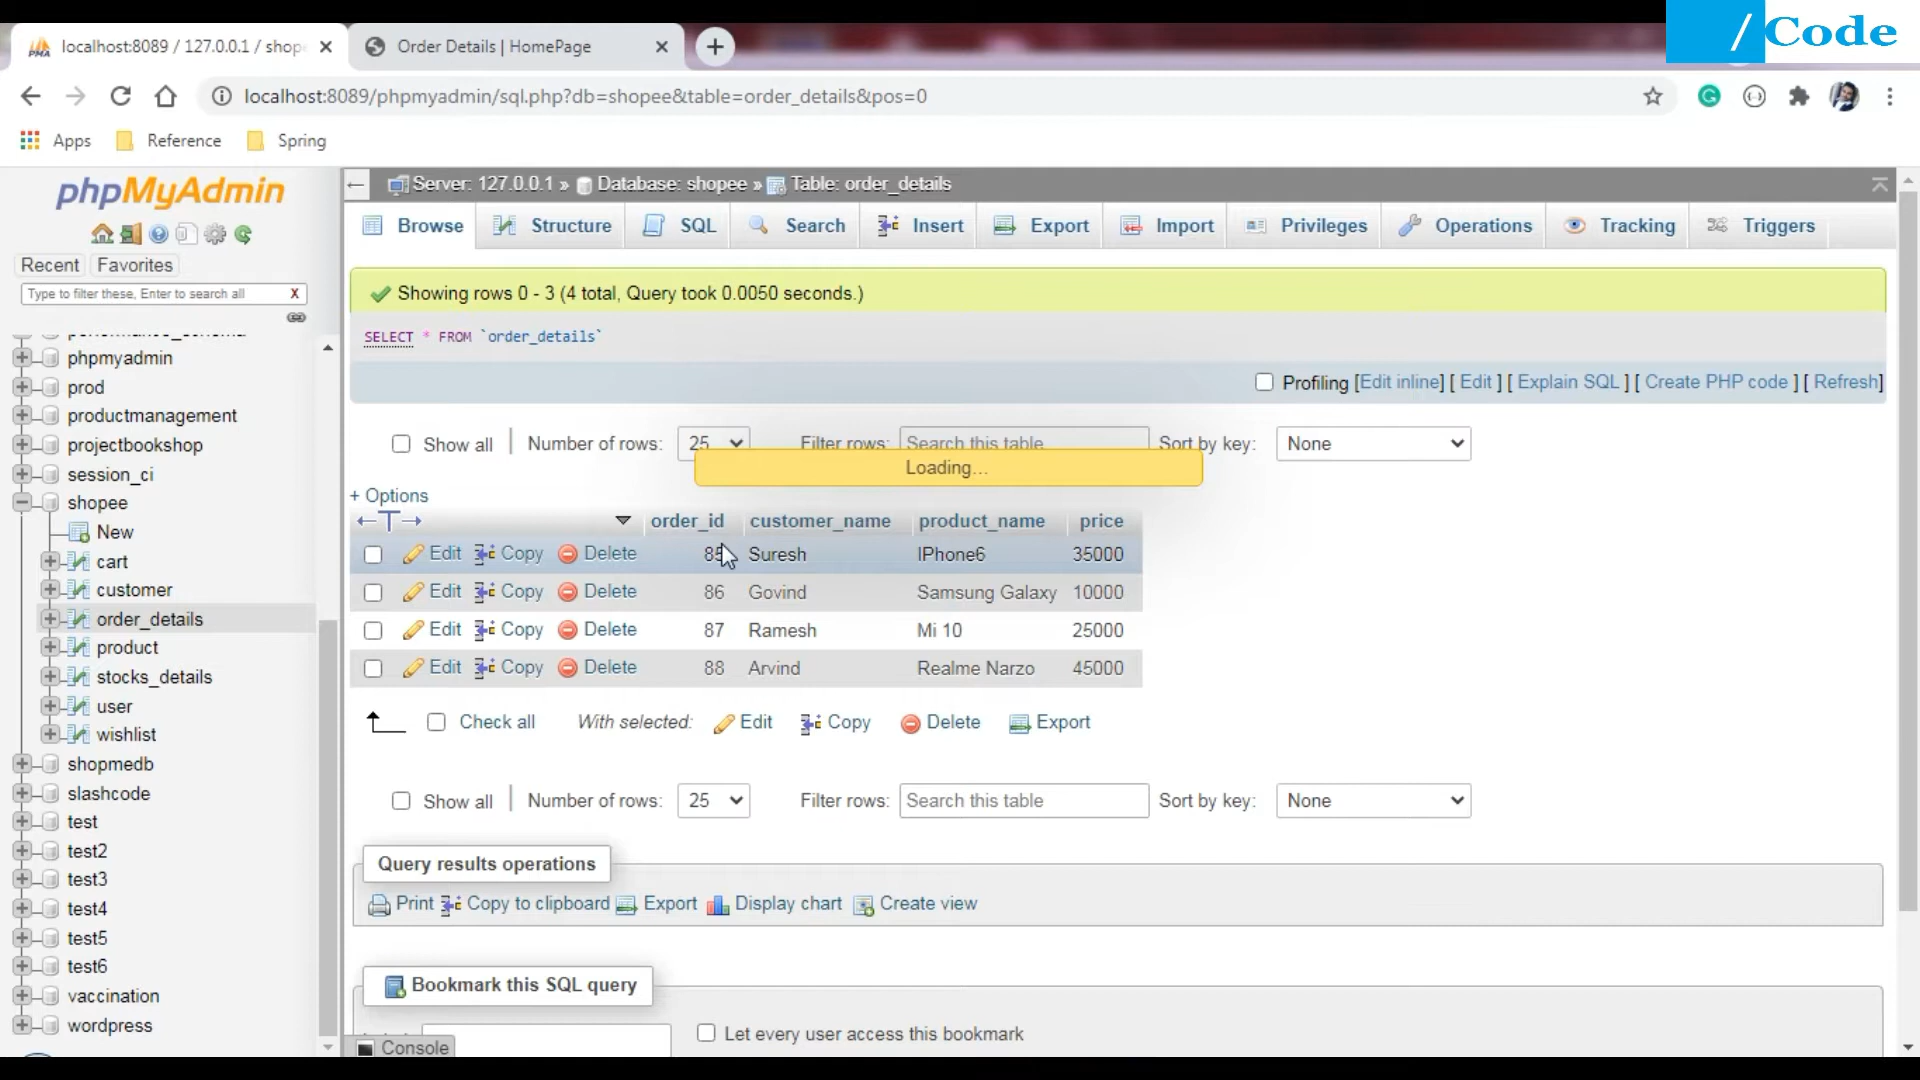 /Code
localhost:8089 / 127.0.0.1 / shop
Order Details | HomePage
localhost:8089/phpmyadmin/sql.php?db=shopee&table=order_details&pos=0
Apps Reference Spring
phpMyAdmin
Recent Favorites
Type to filter these, Enter to search all X
phpmyadmin
prod
productmanagement
projectbookshop
session_ci
shopee
New
cart
customer
order_details
product
stocks_details
user
wishlist
shopmedb
slashcode
test
test2
test3
test4
test5
test6
vaccination
wordpress
Server: 127.0.0.1 » Database: shopee » Table: order_details
Browse Structure SQL Search Insert Export Import Privileges Operations Tracking Triggers
Showing rows 0 - 3 (4 total, Query took 0.0050 seconds.)
SELECT * FROM `order_details`
Profiling [Edit inline] [ Edit ] [ Explain SQL ] [ Create PHP code ] [ Refresh]
Show all | Number of rows: 25 Filter rows: Search this table Sort by key: None
Loading...
+ Options
order_id customer_name product_name price
Edit Copy Delete 85 Suresh IPhone6 35000
Edit Copy Delete 86 Govind Samsung Galaxy 10000
Edit Copy Delete 87 Ramesh Mi 10 25000
Edit Copy Delete 88 Arvind Realme Narzo 45000
Check all With selected: Edit Copy Delete Export
Show all | Number of rows: 25 Filter rows: Search this table Sort by key: None
Query results operations
Print Copy to clipboard Export Display chart Create view
Bookmark this SQL query
Let every user access this bookmark
Console